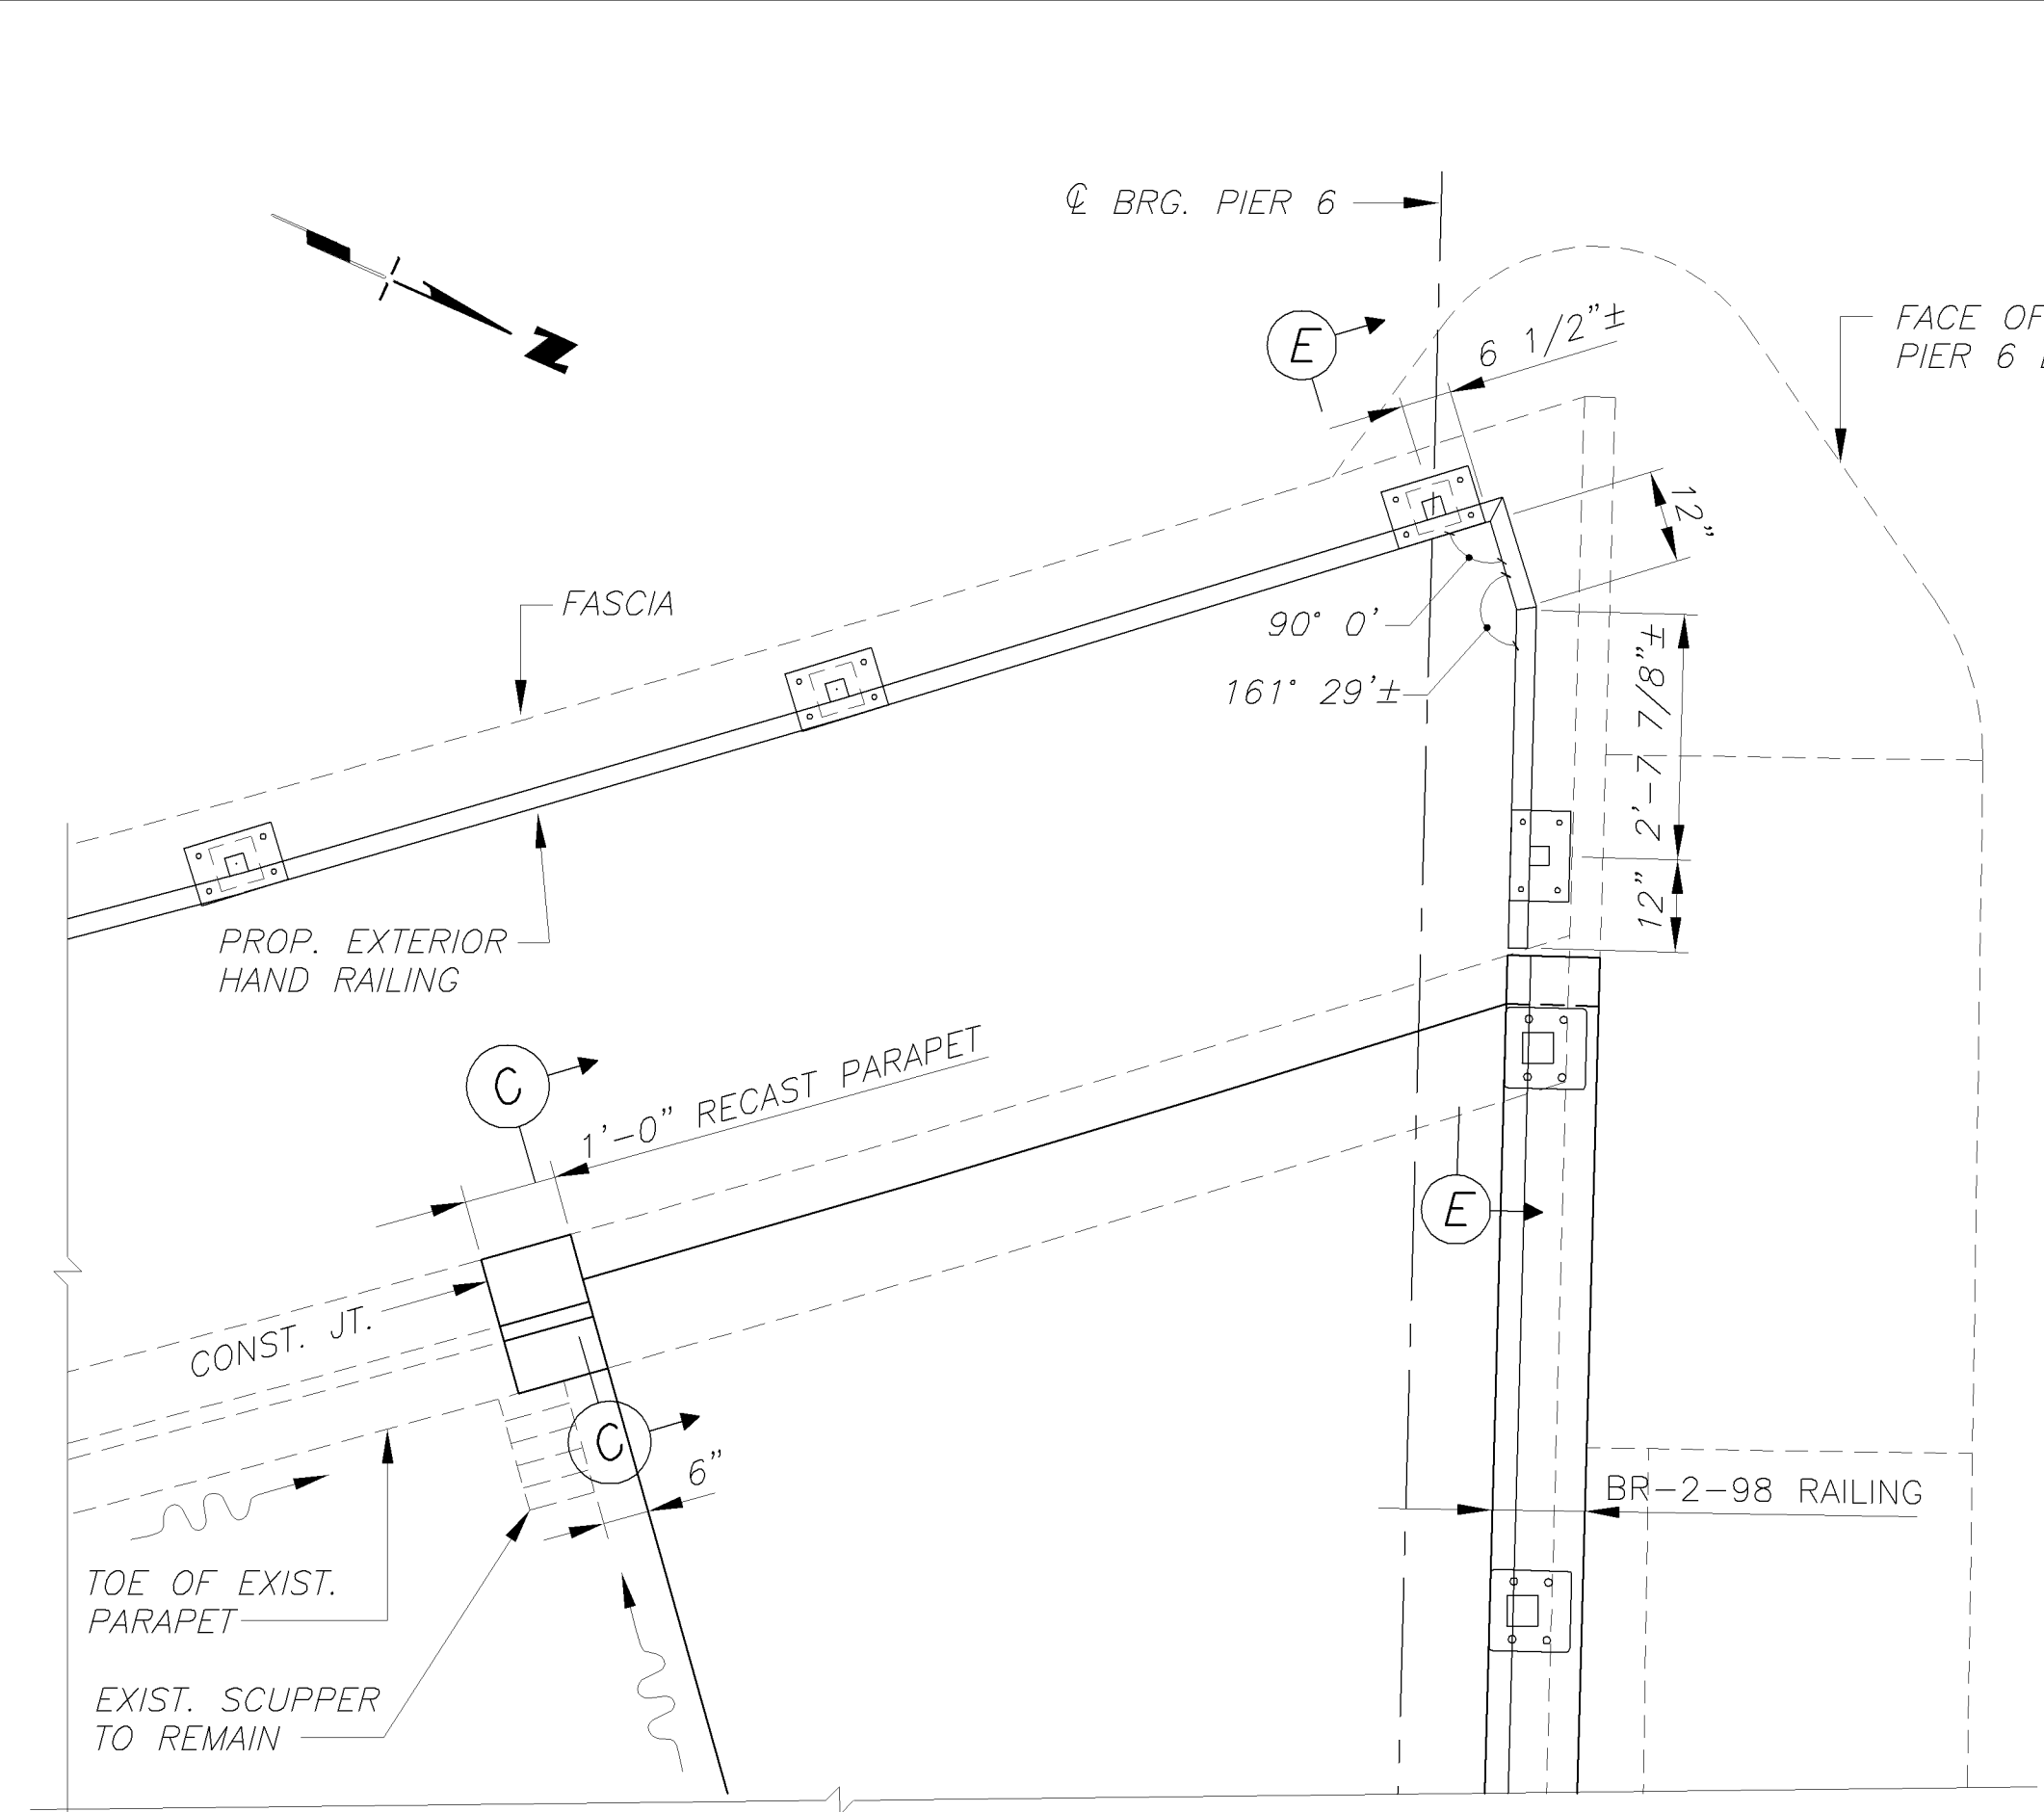 ℄ BRG. PIER 6
N
FACE OF
PIER 6
E
6 1/2"±
12"
FASCIA
90° 0'
161° 29'±
2'-7 7/8"±
12"
PROP. EXTERIOR
HAND RAILING
C
1'-0" RECAST PARAPET
E
CONST. JT.
C
6"
BR-2-98 RAILING
TOE OF EXIST.
PARAPET
EXIST. SCUPPER
TO REMAIN